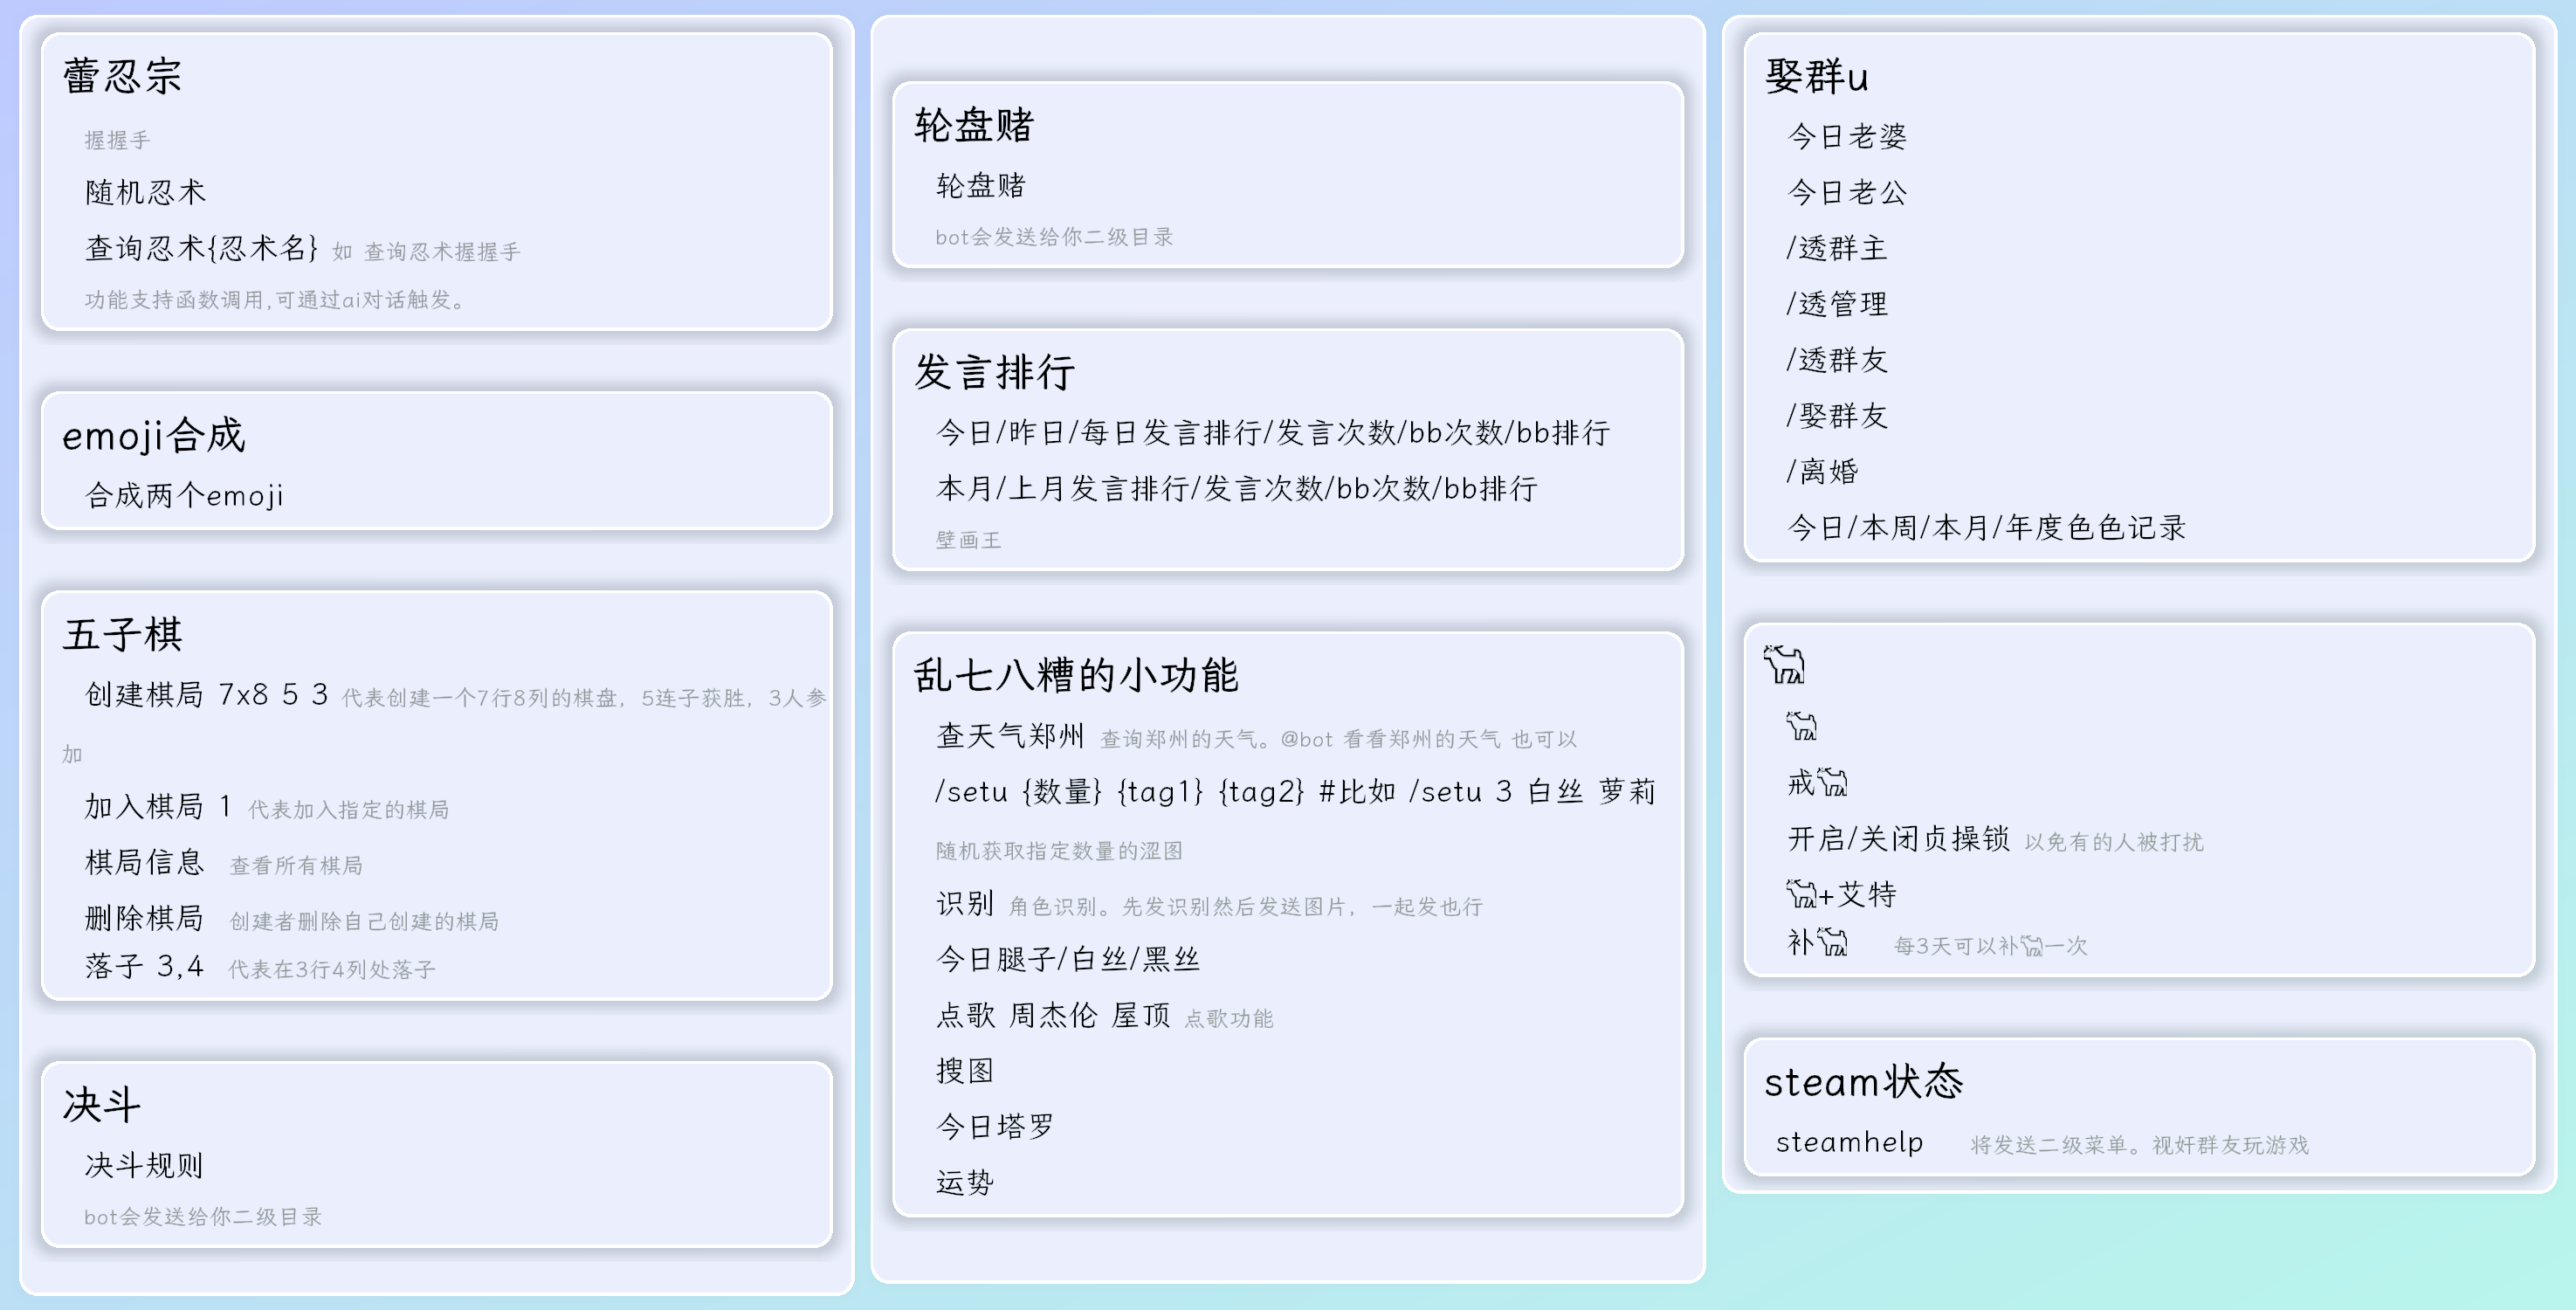 蕾忍宗
握握手
随机忍术
查询忍术{忍术名} 如 查询忍术握握手
功能支持函数调用,可通过ai对话触发。
emoji合成
合成两个emoji
五子棋
创建棋局 7x8 5 3 代表创建一个7行8列的棋盘，5连子获胜，3人参
加
加入棋局 1 代表加入指定的棋局
棋局信息 查看所有棋局
删除棋局 创建者删除自己创建的棋局
落子 3,4 代表在3行4列处落子
决斗
决斗规则
bot会发送给你二级目录
轮盘赌
轮盘赌
bot会发送给你二级目录
发言排行
今日/昨日/每日发言排行/发言次数/bb次数/bb排行
本月/上月发言排行/发言次数/bb次数/bb排行
壁画王
乱七八糟的小功能
查天气郑州 查询郑州的天气。@bot 看看郑州的天气 也可以
/setu {数量} {tag1} {tag2} #比如 /setu 3 白丝 萝莉
随机获取指定数量的涩图
识别 角色识别。先发识别然后发送图片，一起发也行
今日腿子/白丝/黑丝
点歌 周杰伦 屋顶 点歌功能
搜图
今日塔罗
运势
娶群u
今日老婆
今日老公
/透群主
/透管理
/透群友
/娶群友
/离婚
今日/本周/本月/年度色色记录
🦌
🦌
戒🦌
开启/关闭贞操锁 以免有的人被打扰
🦌+艾特
补🦌 每3天可以补🦌一次
steam状态
steamhelp 将发送二级菜单。视奸群友玩游戏